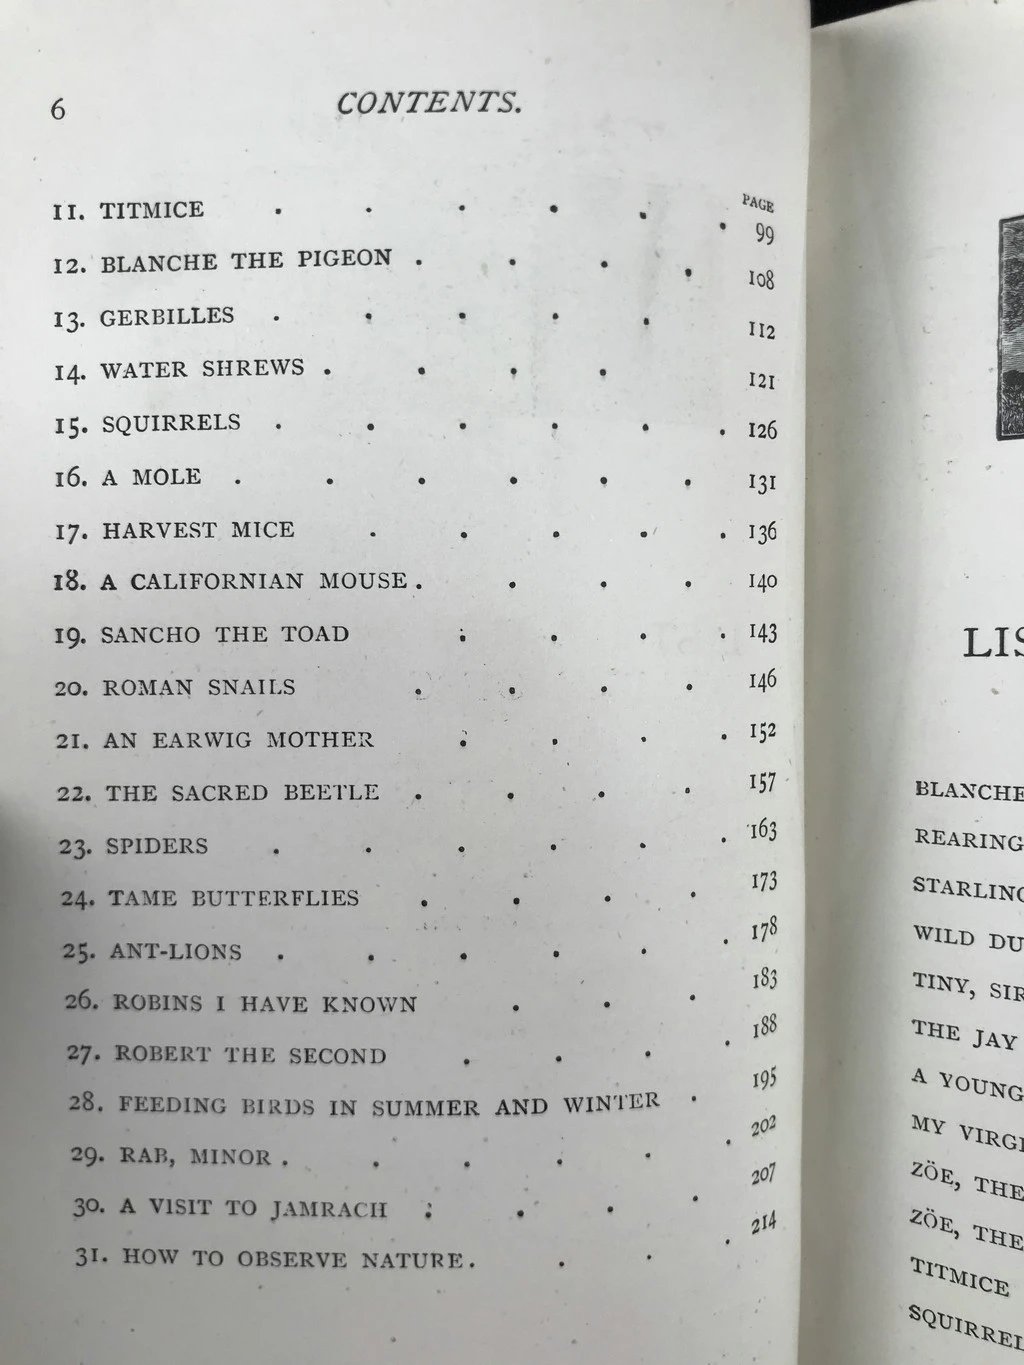 6 CONTENTS.
PAGE
11. TITMICE . . . . . . 99
12. BLANCHE THE PIGEON . . . . 108
13. GERBILLES . . . . . 112
14. WATER SHREWS . . . . 121
15. SQUIRRELS . . . . . . 126
16. A MOLE . . . . . . 131
17. HARVEST MICE . . . . . 136
18. A CALIFORNIAN MOUSE . . . . 140
19. SANCHO THE TOAD . . . . 143
20. ROMAN SNAILS . . . . 146
21. AN EARWIG MOTHER . . . . 152
22. THE SACRED BEETLE . . . . 157
23. SPIDERS . . . . . . 163
24. TAME BUTTERFLIES . . . . 173
25. ANT-LIONS . . . . . . 178
26. ROBINS I HAVE KNOWN . . . 183
27. ROBERT THE SECOND . . . . 188
28. FEEDING BIRDS IN SUMMER AND WINTER . 195
29. RAB, MINOR . . . . . . 202
30. A VISIT TO JAMRACH . . . . 207
31. HOW TO OBSERVE NATURE . . . . 214
LIS
BLANCHE
REARING
STARLING
WILD DU
TINY, SIR
THE JAY
A YOUNG
MY VIRGI
ZÖE, THE
ZÖE, THE
TITMICE
SQUIRREL